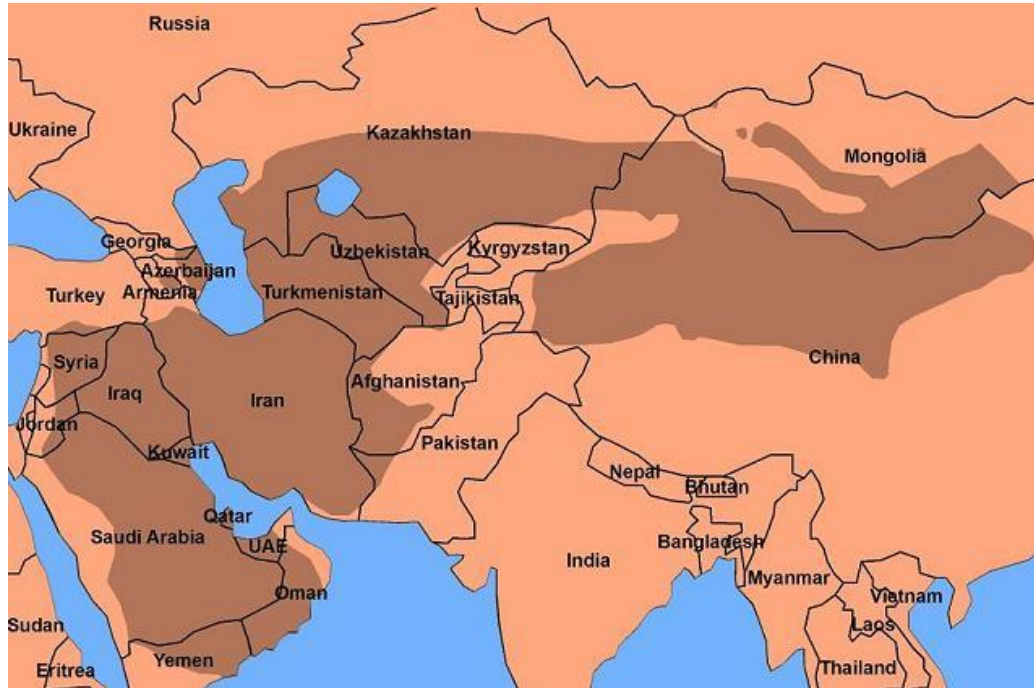 Russia
Ukraine
Kazakhstan
Mongolia
Georgia
Uzbekistan
Kyrgyzstan
Azerbaijan
Turkey
Armenia
Turkmenistan
Tajikistan
Syria
Iraq
Iran
Afghanistan
China
Jordan
Kuwait
Pakistan
Nepal
Bhutan
Qatar
Saudi Arabia
UAE
India
Bangladesh
Oman
Myanmar
Vietnam
Sudan
Laos
Eritrea
Yemen
Thailand